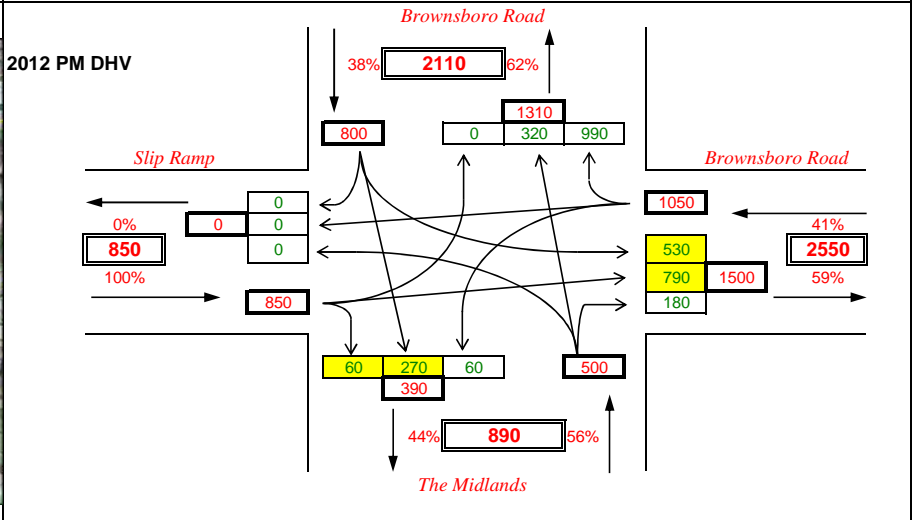 Brownsboro Road
2012 PM DHV
38% 2110 62%
1310
800 0 320 990
Slip Ramp Brownsboro Road
0 1050
0% 0 0 41%
850 0 530 2550
100% 790 1500 59%
850 180
60 270 60 500
390
44% 890 56%
The Midlands